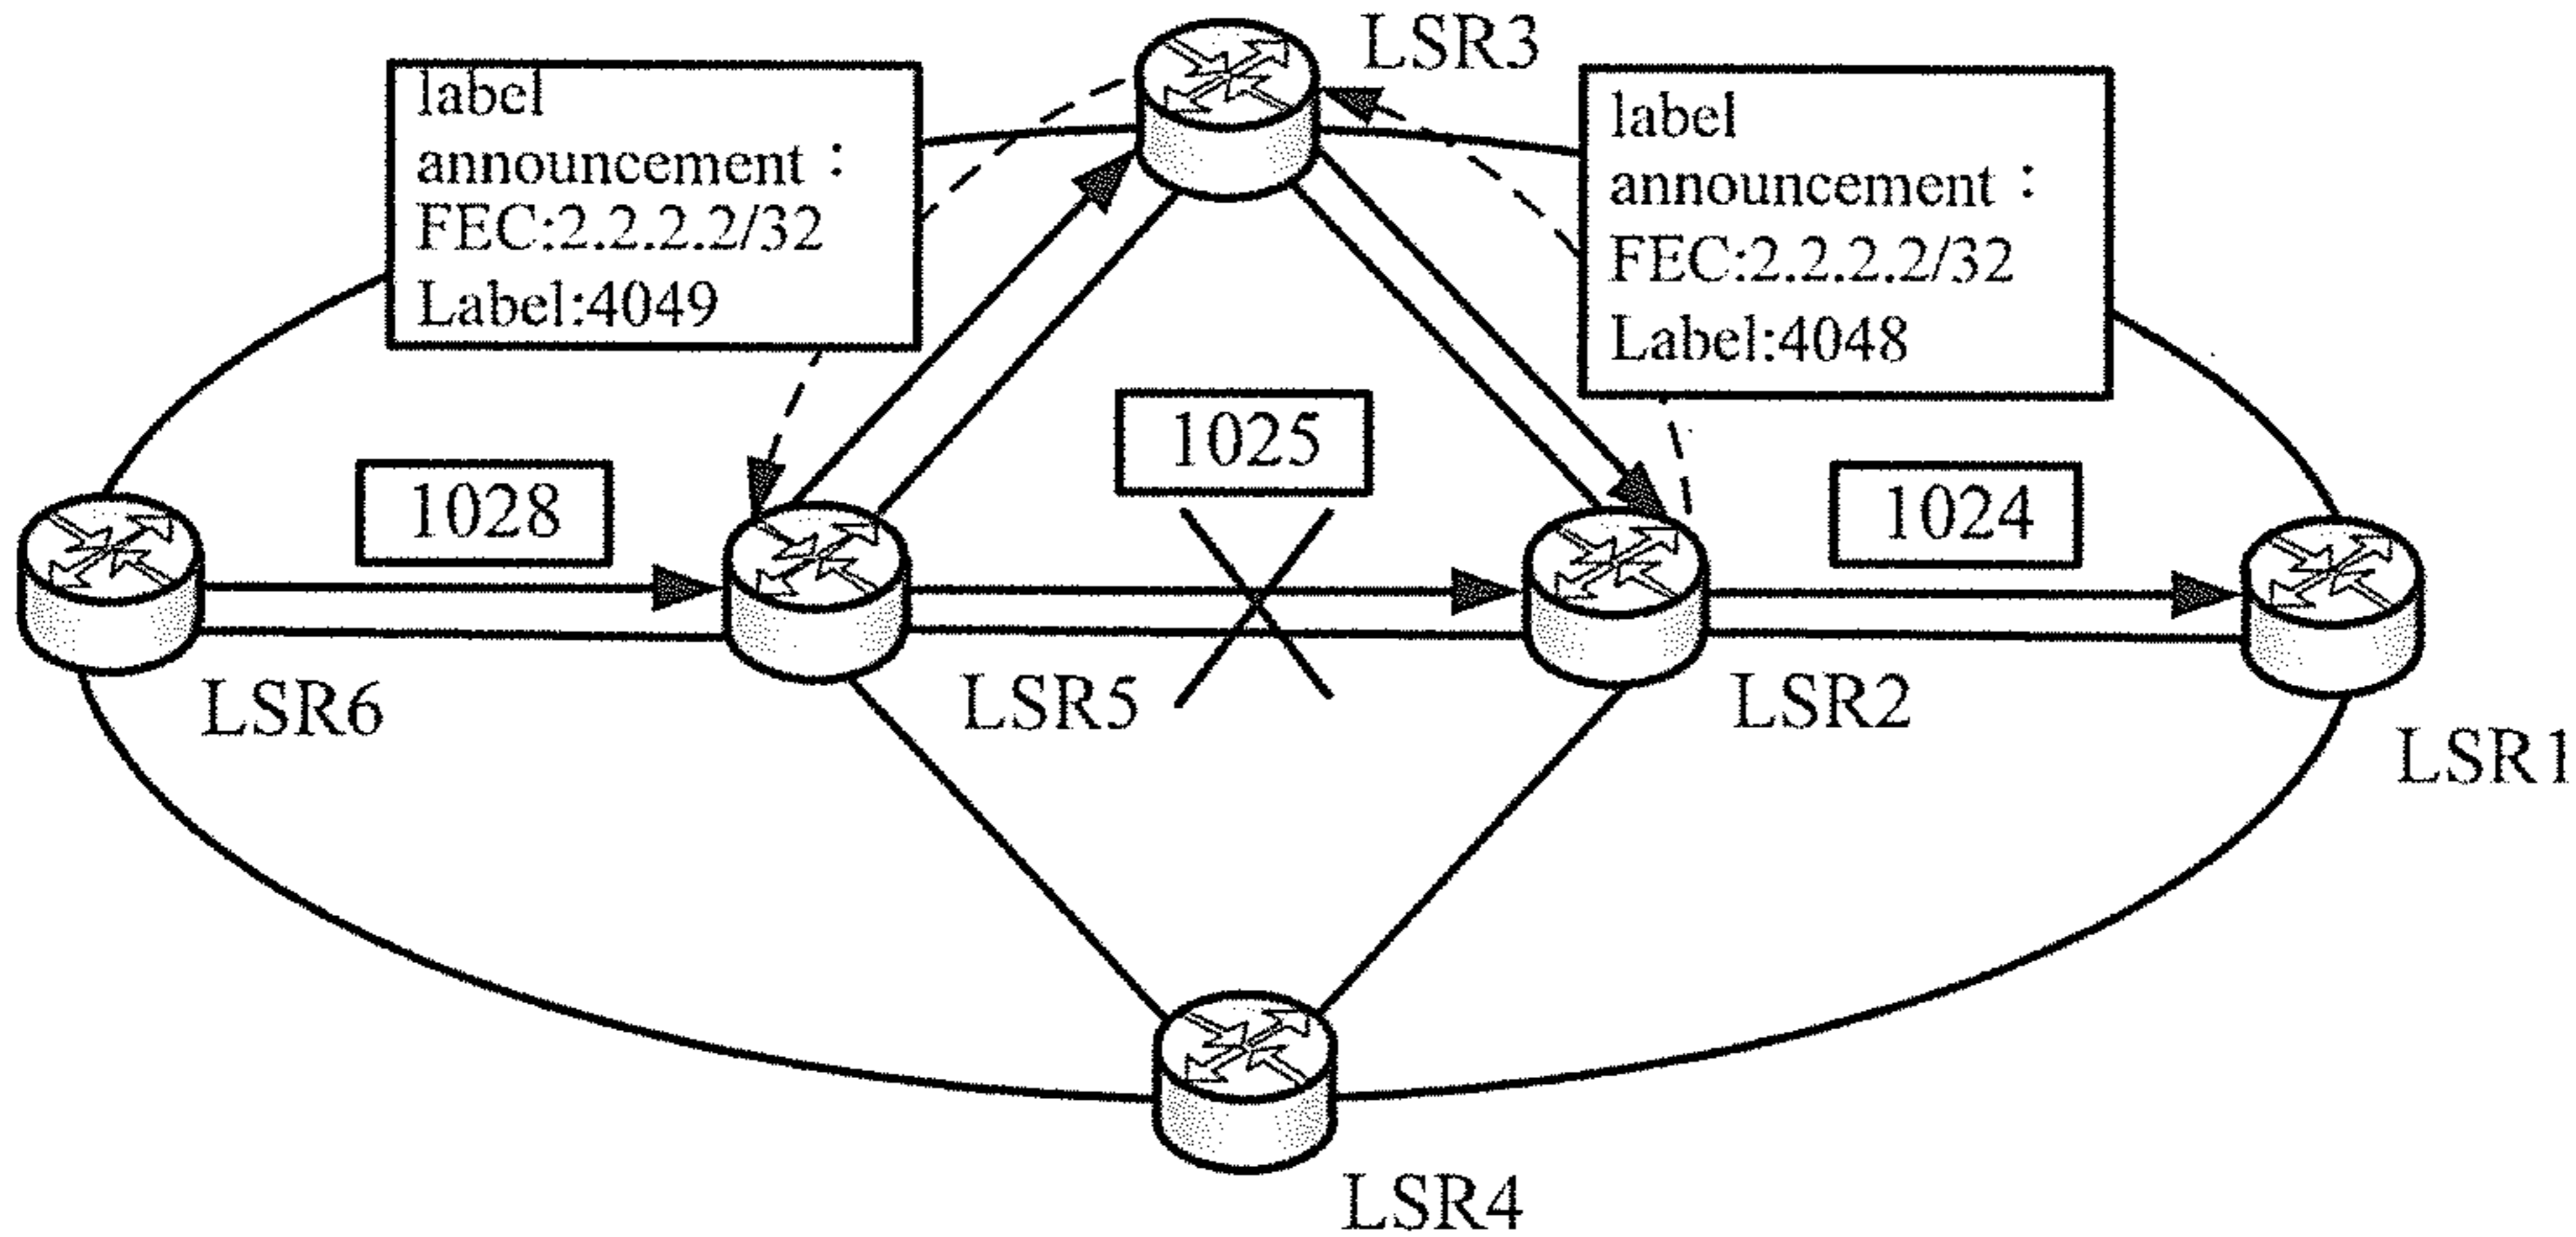 LSR3
label
announcement：
FEC:2.2.2.2/32
Label:4049
label
announcement：
FEC:2.2.2.2/32
Label:4048
1028
1025
1024
LSR6
LSR5
LSR2
LSR1
LSR4